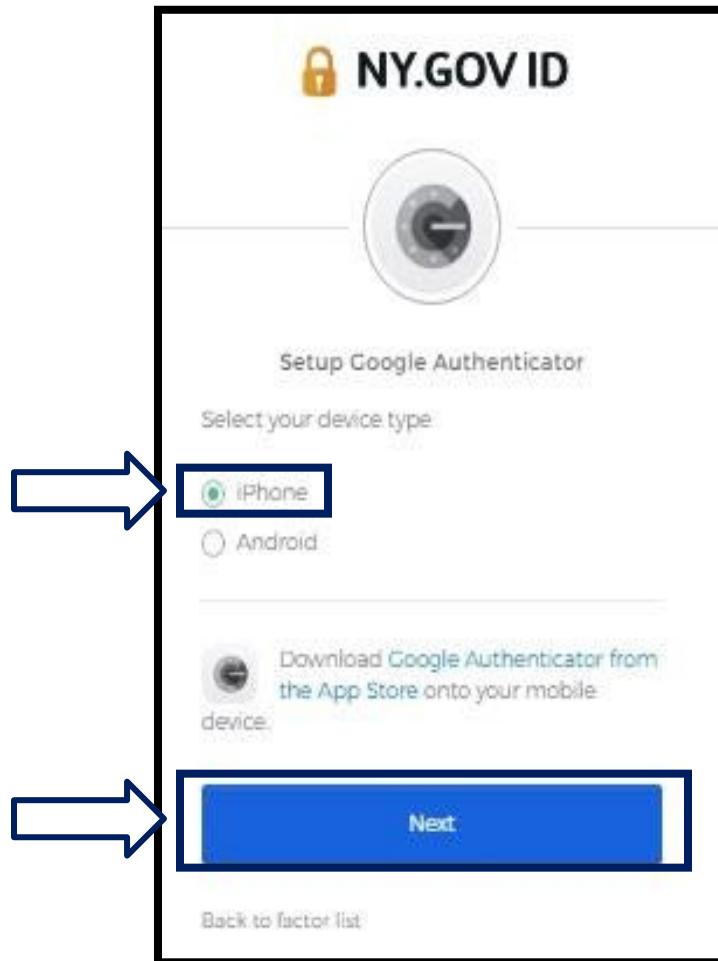 NY.GOV ID
Setup Google Authenticator
Select your device type
iPhone
Android
Download Google Authenticator from
the App Store onto your mobile
device.
Next
Back to factor list